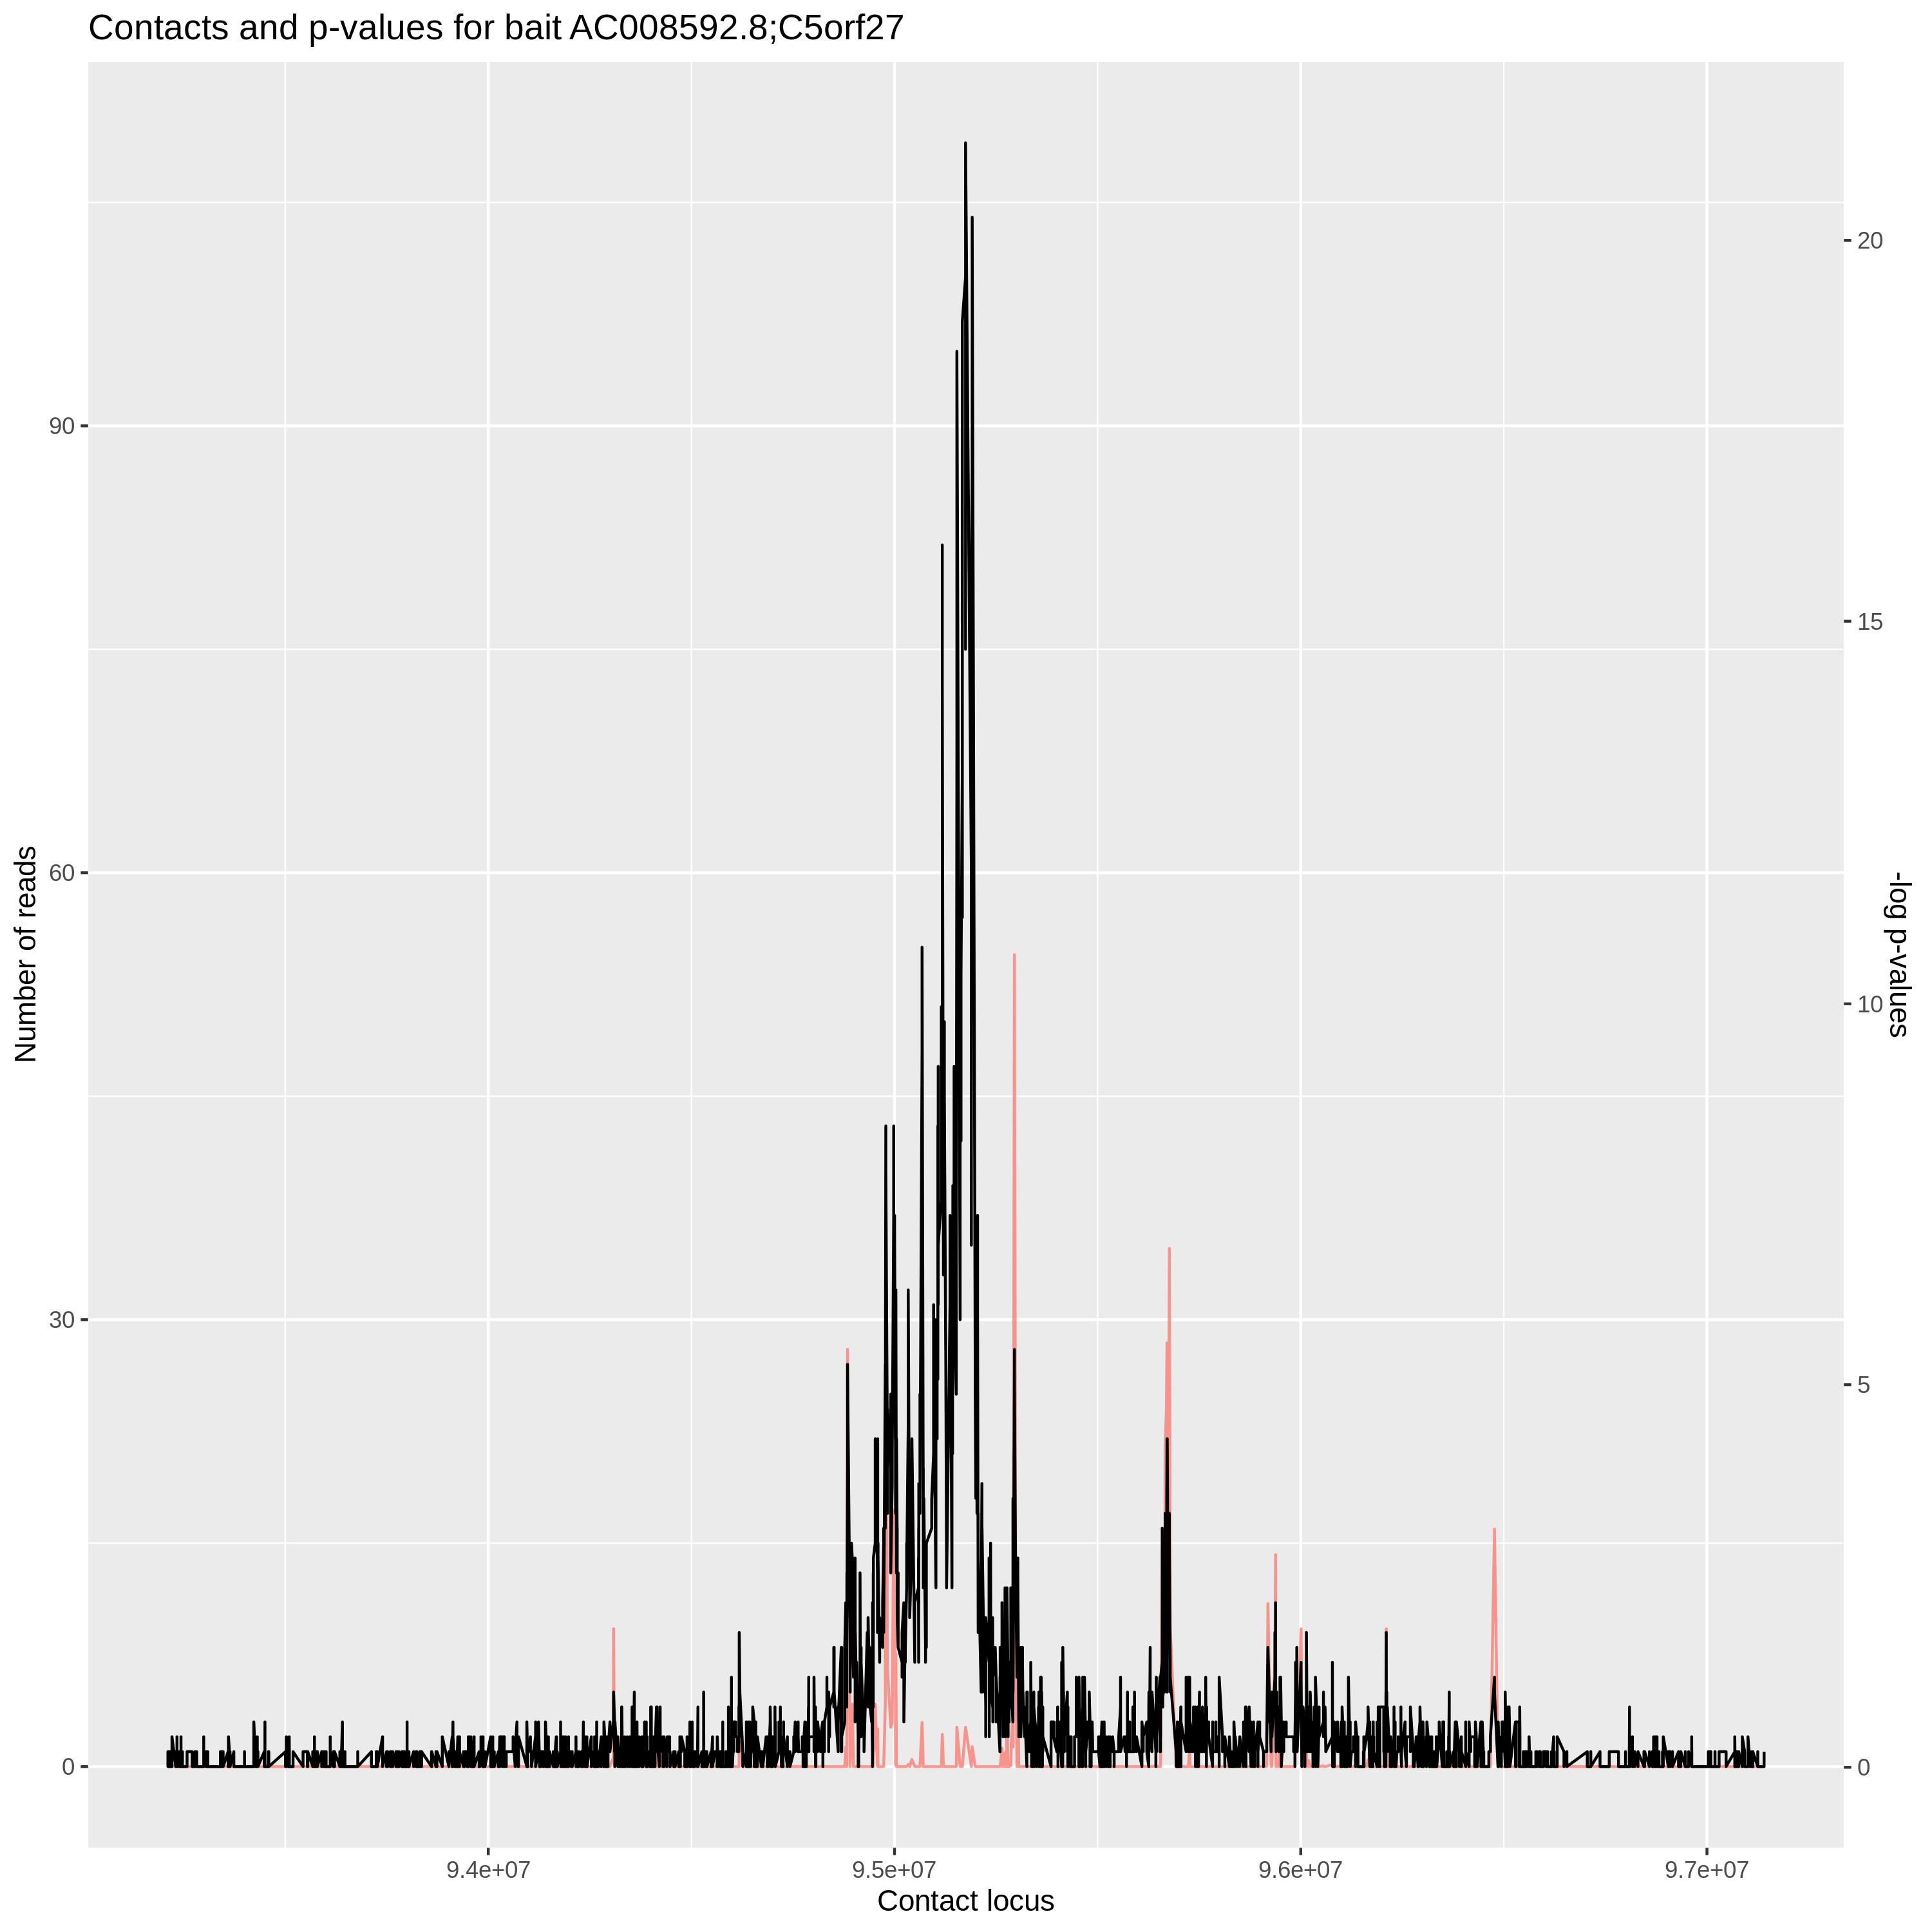 Contacts and p-values for bait AC008592.8;C5orf27
Number of reads
90
60
30
0
20
15
10
5
0
-log p-values
9.4e+07
9.5e+07
9.6e+07
9.7e+07
Contact locus